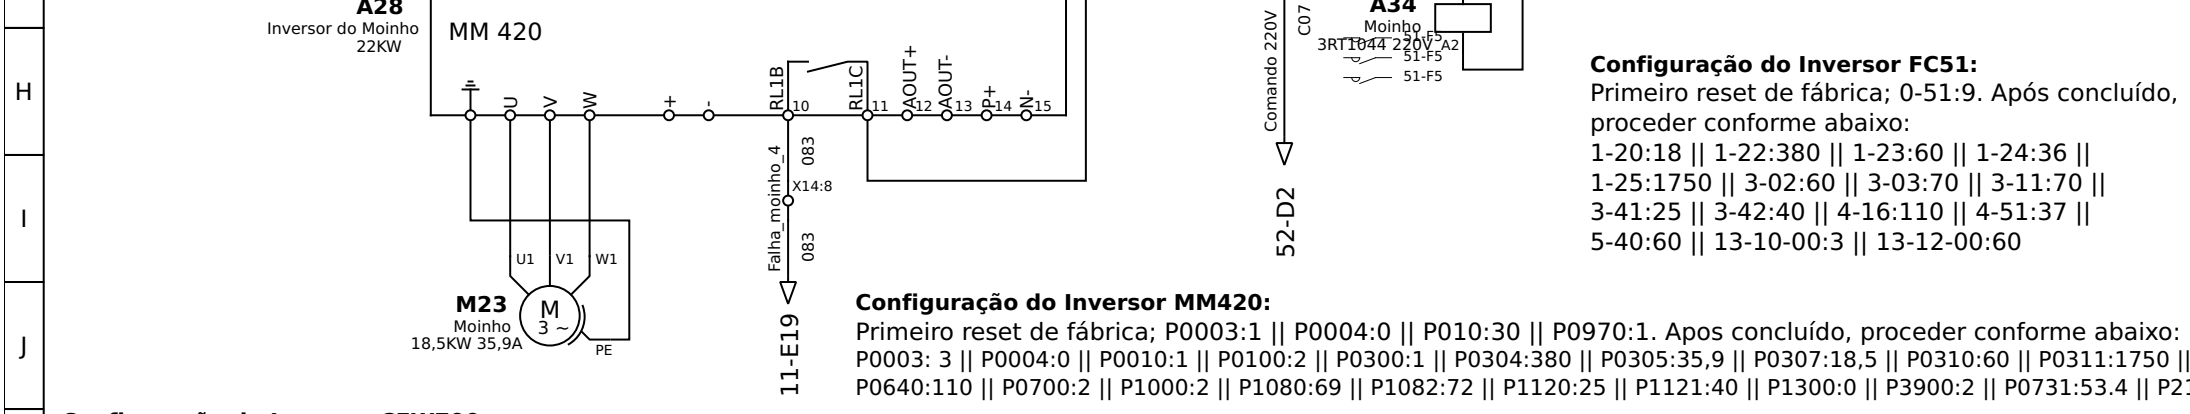 A28
Inversor do Moinho
22KW
MM 420
U
V
W
+
-
RL1B
10
RL1C
11
AOUT+
12
AOUT-
13
P+
14
N-
15
Comando 220V
C07
A34
Moinho
3RT1044 220V
A2
51-F5
51-F5
51-F5
H
I
J
Falha_moinho_4
083
X14:8
083
11-E19
52-D2
U1
V1
W1
M23
Moinho
18,5KW 35,9A
M
3 ~
PE
Configuração do Inversor FC51:
Primeiro reset de fábrica; 0-51:9. Após concluído,
proceder conforme abaixo:
1-20:18 || 1-22:380 || 1-23:60 || 1-24:36 ||
1-25:1750 || 3-02:60 || 3-03:70 || 3-11:70 ||
3-41:25 || 3-42:40 || 4-16:110 || 4-51:37 ||
5-40:60 || 13-10-00:3 || 13-12-00:60
Configuração do Inversor MM420:
Primeiro reset de fábrica; P0003:1 || P0004:0 || P010:30 || P0970:1. Apos concluído, proceder conforme abaixo:
P0003: 3 || P0004:0 || P0010:1 || P0100:2 || P0300:1 || P0304:380 || P0305:35,9 || P0307:18,5 || P0310:60 || P0311:1750 ||
P0640:110 || P0700:2 || P1000:2 || P1080:69 || P1082:72 || P1120:25 || P1121:40 || P1300:0 || P3900:2 || P0731:53.4 ||